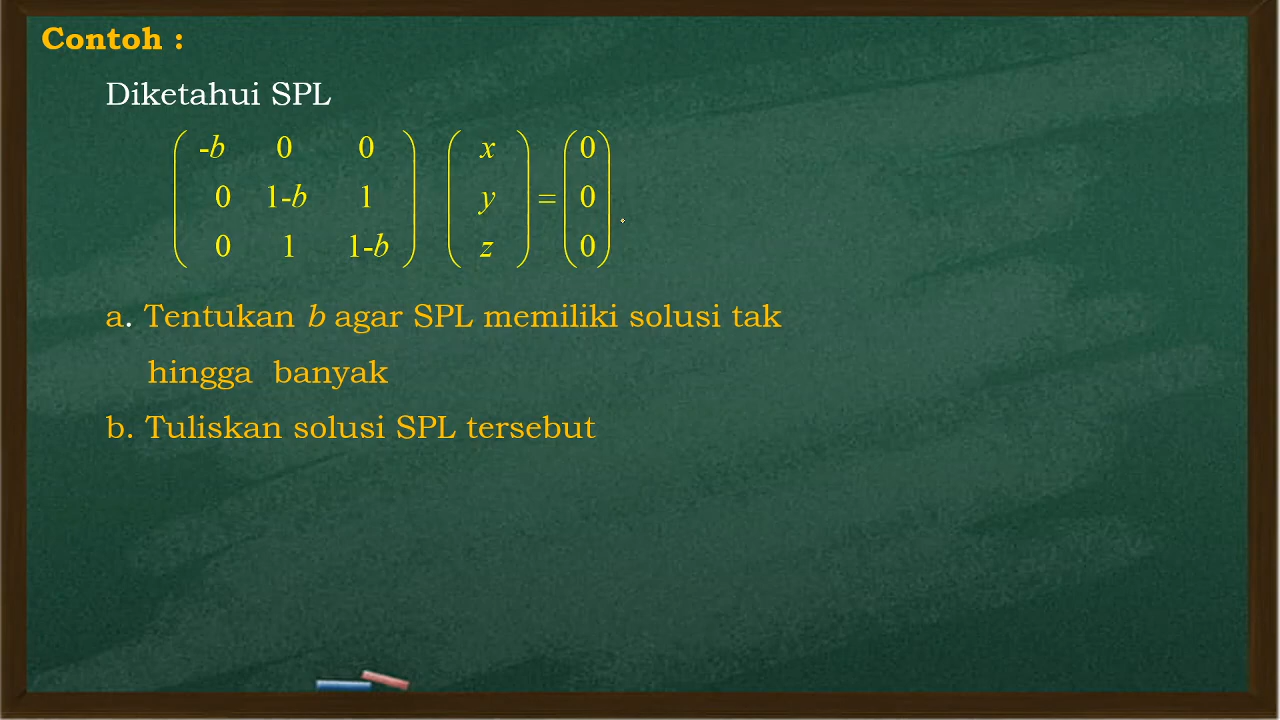 Contoh :
Diketahui SPL
-b 0 0 x 0
0 1-b 1 y = 0
0 1 1-b z 0 .
a. Tentukan b agar SPL memiliki solusi tak
hingga banyak
b. Tuliskan solusi SPL tersebut